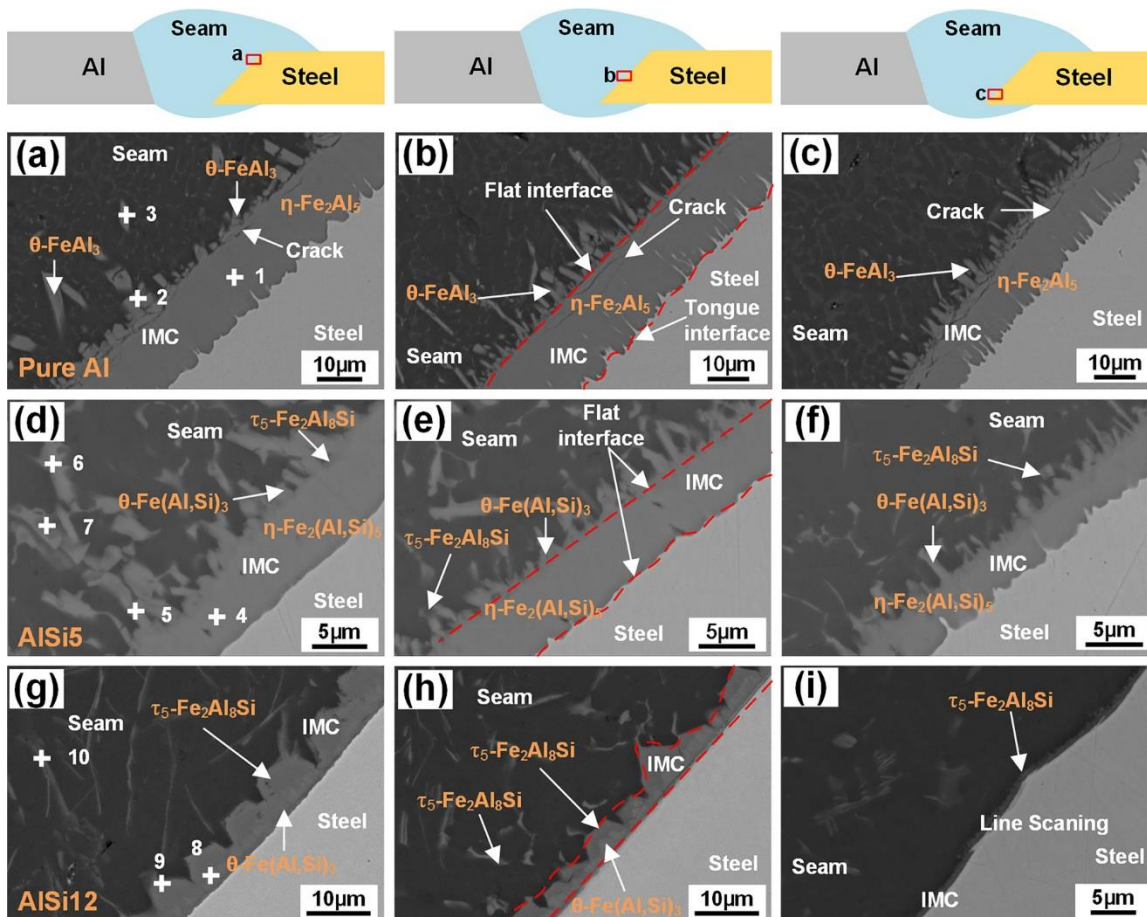 Seam
a
Al
Steel
Seam
b
Al
Steel
Seam
c
Al
Steel
(a)
Seam
θ-FeAl₃
η-Fe₂Al₅
3
θ-FeAl₃
Crack
1
2
IMC
Steel
Pure Al
10μm
(b)
Flat interface
Crack
Steel
θ-FeAl₃
η-Fe₂Al₅
Tongue
interface
Seam
IMC
10μm
(c)
Crack
θ-FeAl₃
η-Fe₂Al₅
Seam
IMC
Steel
10μm
(d)
τ₅-Fe₂Al₈Si
Seam
6
θ-Fe(Al,Si)₃
7
η-Fe₂(Al,Si)₅
IMC
5
4
Steel
AlSi5
5μm
(e)
Seam
Flat
interface
IMC
θ-Fe(Al,Si)₃
τ₅-Fe₂Al₈Si
η-Fe₂(Al,Si)₅
Steel
5μm
(f)
Seam
τ₅-Fe₂Al₈Si
θ-Fe(Al,Si)₃
IMC
η-Fe₂(Al,Si)₅
Steel
5μm
(g)
τ₅-Fe₂Al₈Si
Seam
IMC
10
Steel
8
θ-Fe(Al,Si)₃
9
AlSi12
10μm
(h)
Seam
τ₅-Fe₂Al₈Si
IMC
τ₅-Fe₂Al₈Si
Steel
θ-Fe(Al,Si)₃
10μm
(i)
τ₅-Fe₂Al₈Si
Line Scaning
Steel
Seam
IMC
5μm